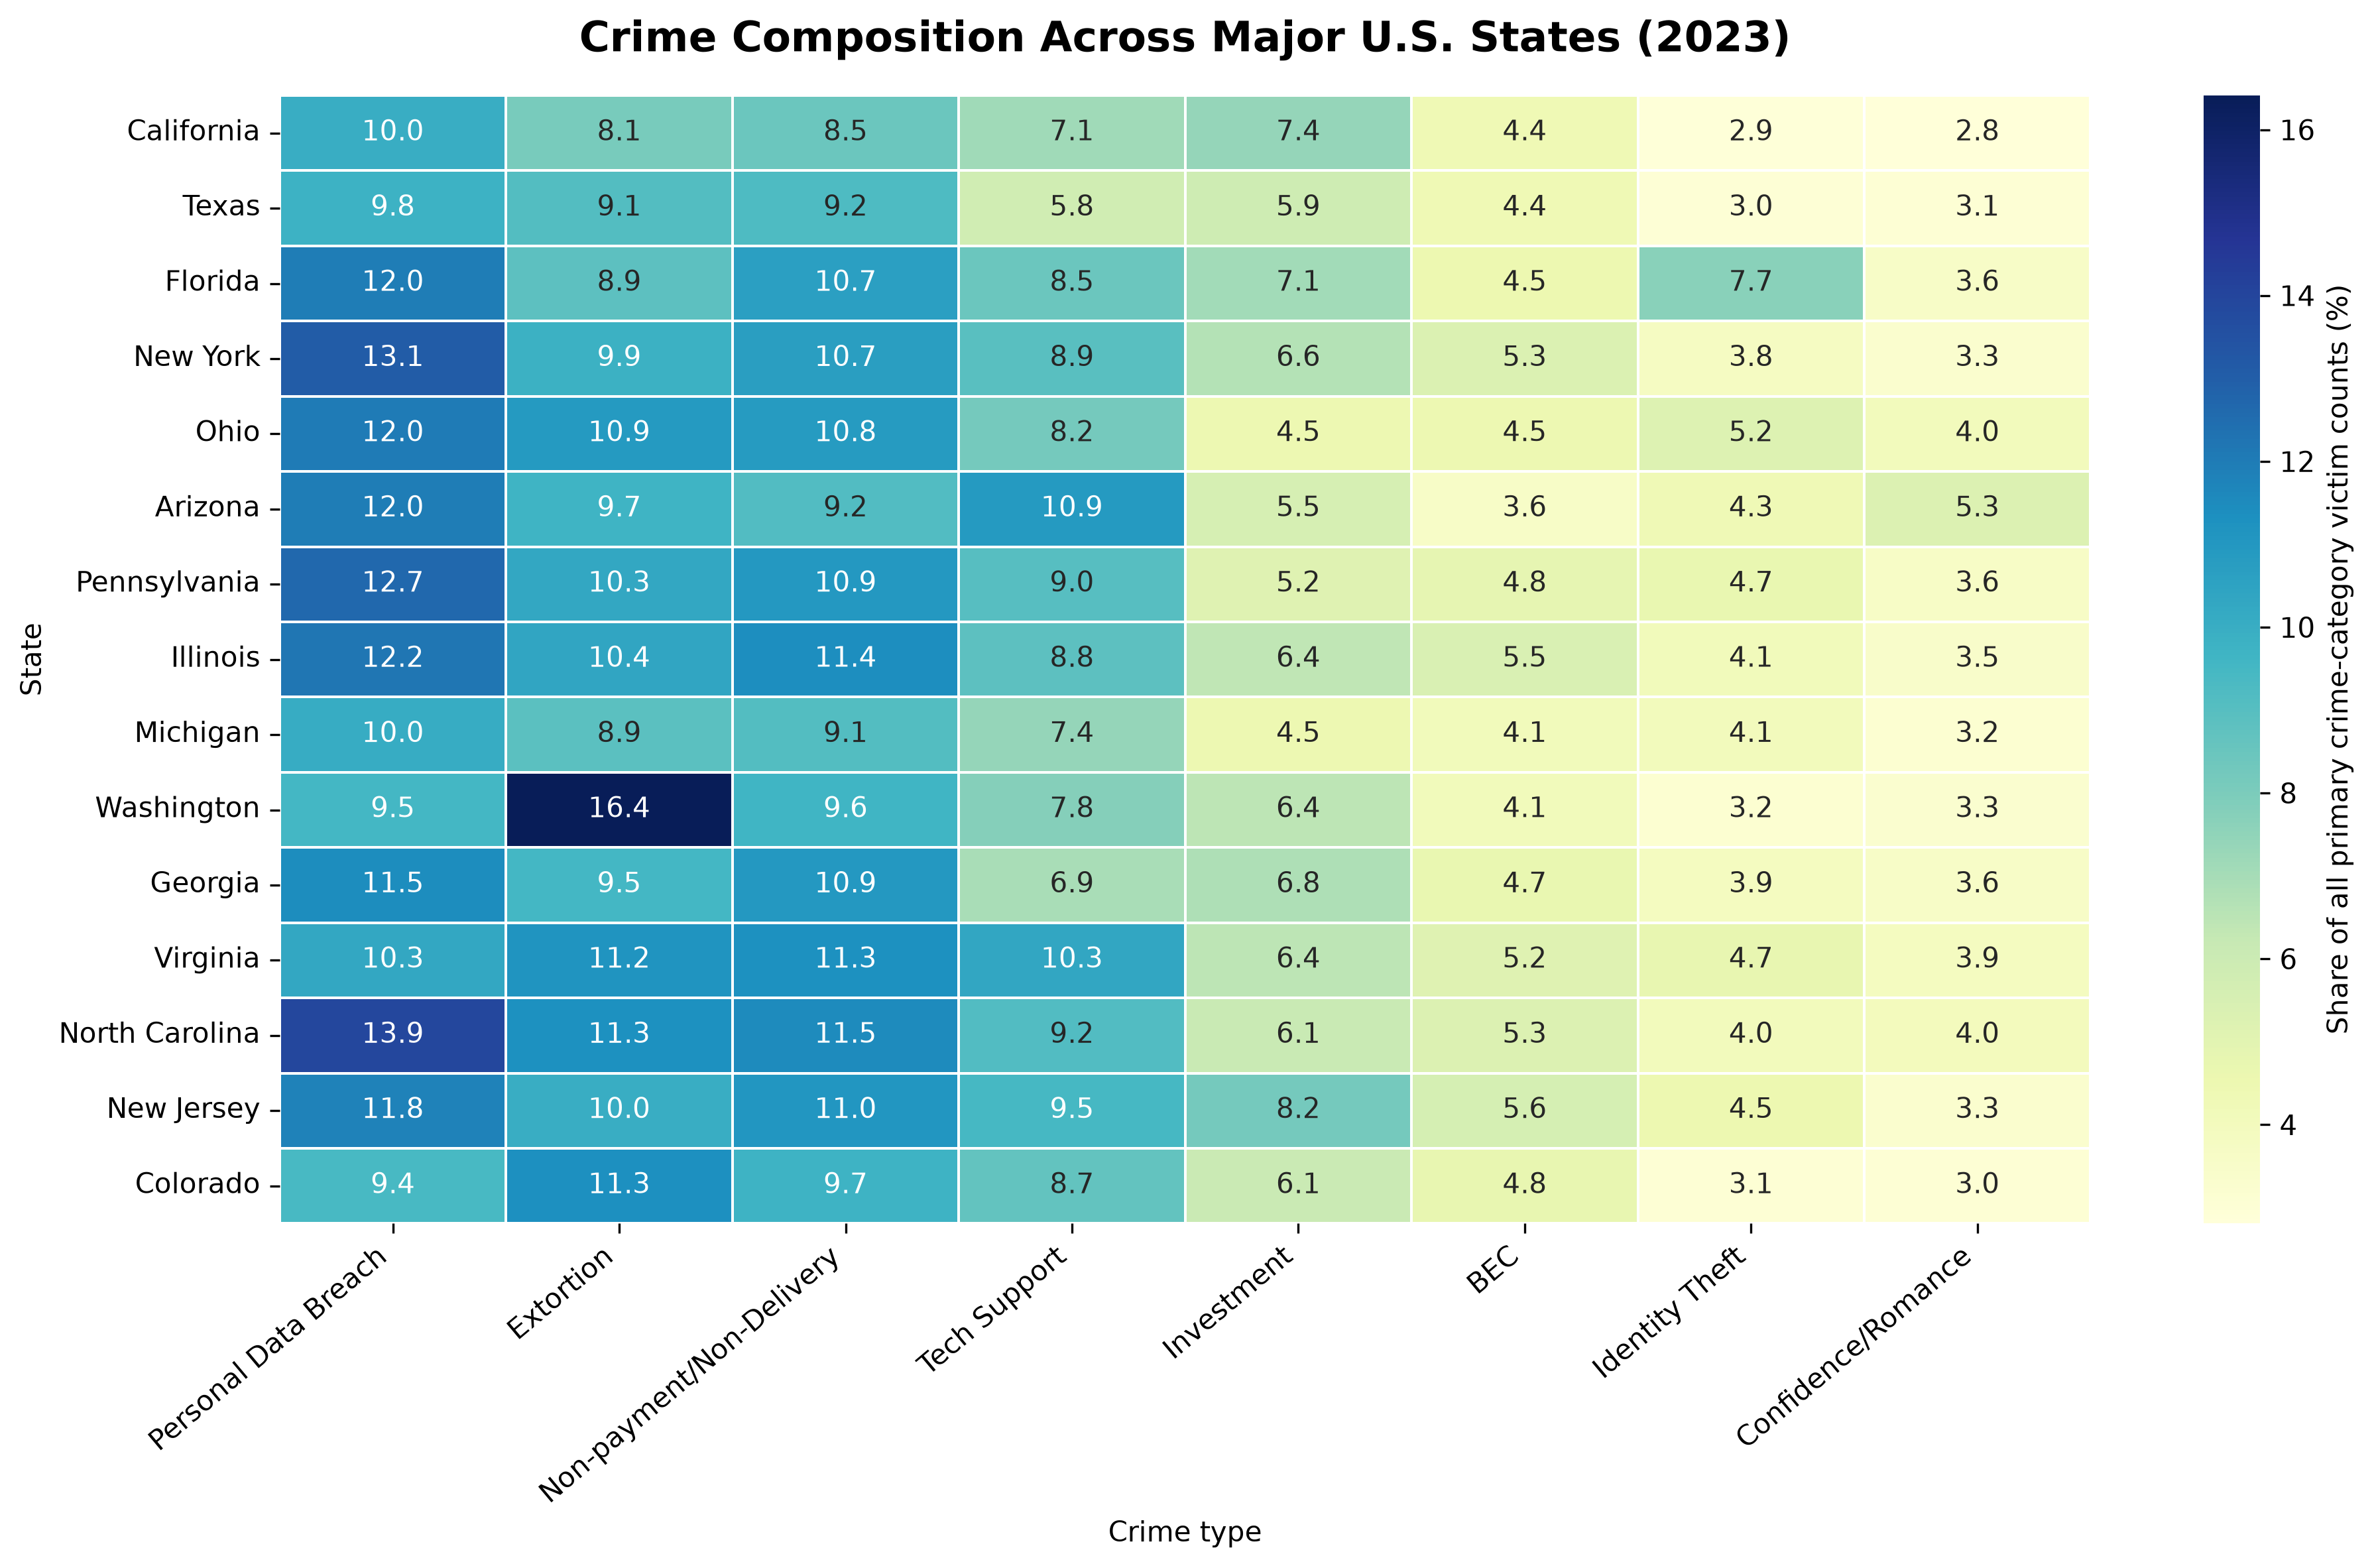 Crime Composition Across Major U.S. States (2023)
California 10.0 8.1 8.5 7.1 7.4 4.4 2.9 2.8
Texas 9.8 9.1 9.2 5.8 5.9 4.4 3.0 3.1
Florida 12.0 8.9 10.7 8.5 7.1 4.5 7.7 3.6
New York 13.1 9.9 10.7 8.9 6.6 5.3 3.8 3.3
Ohio 12.0 10.9 10.8 8.2 4.5 4.5 5.2 4.0
Arizona 12.0 9.7 9.2 10.9 5.5 3.6 4.3 5.3
Pennsylvania 12.7 10.3 10.9 9.0 5.2 4.8 4.7 3.6
Illinois 12.2 10.4 11.4 8.8 6.4 5.5 4.1 3.5
Michigan 10.0 8.9 9.1 7.4 4.5 4.1 4.1 3.2
Washington 9.5 16.4 9.6 7.8 6.4 4.1 3.2 3.3
Georgia 11.5 9.5 10.9 6.9 6.8 4.7 3.9 3.6
Virginia 10.3 11.2 11.3 10.3 6.4 5.2 4.7 3.9
North Carolina 13.9 11.3 11.5 9.2 6.1 5.3 4.0 4.0
New Jersey 11.8 10.0 11.0 9.5 8.2 5.6 4.5 3.3
Colorado 9.4 11.3 9.7 8.7 6.1 4.8 3.1 3.0
State
Personal Data Breach
Extortion
Non-payment/Non-Delivery
Tech Support
Investment
BEC
Identity Theft
Confidence/Romance
Crime type
16
14
12
10
8
6
4
Share of all primary crime-category victim counts (%)